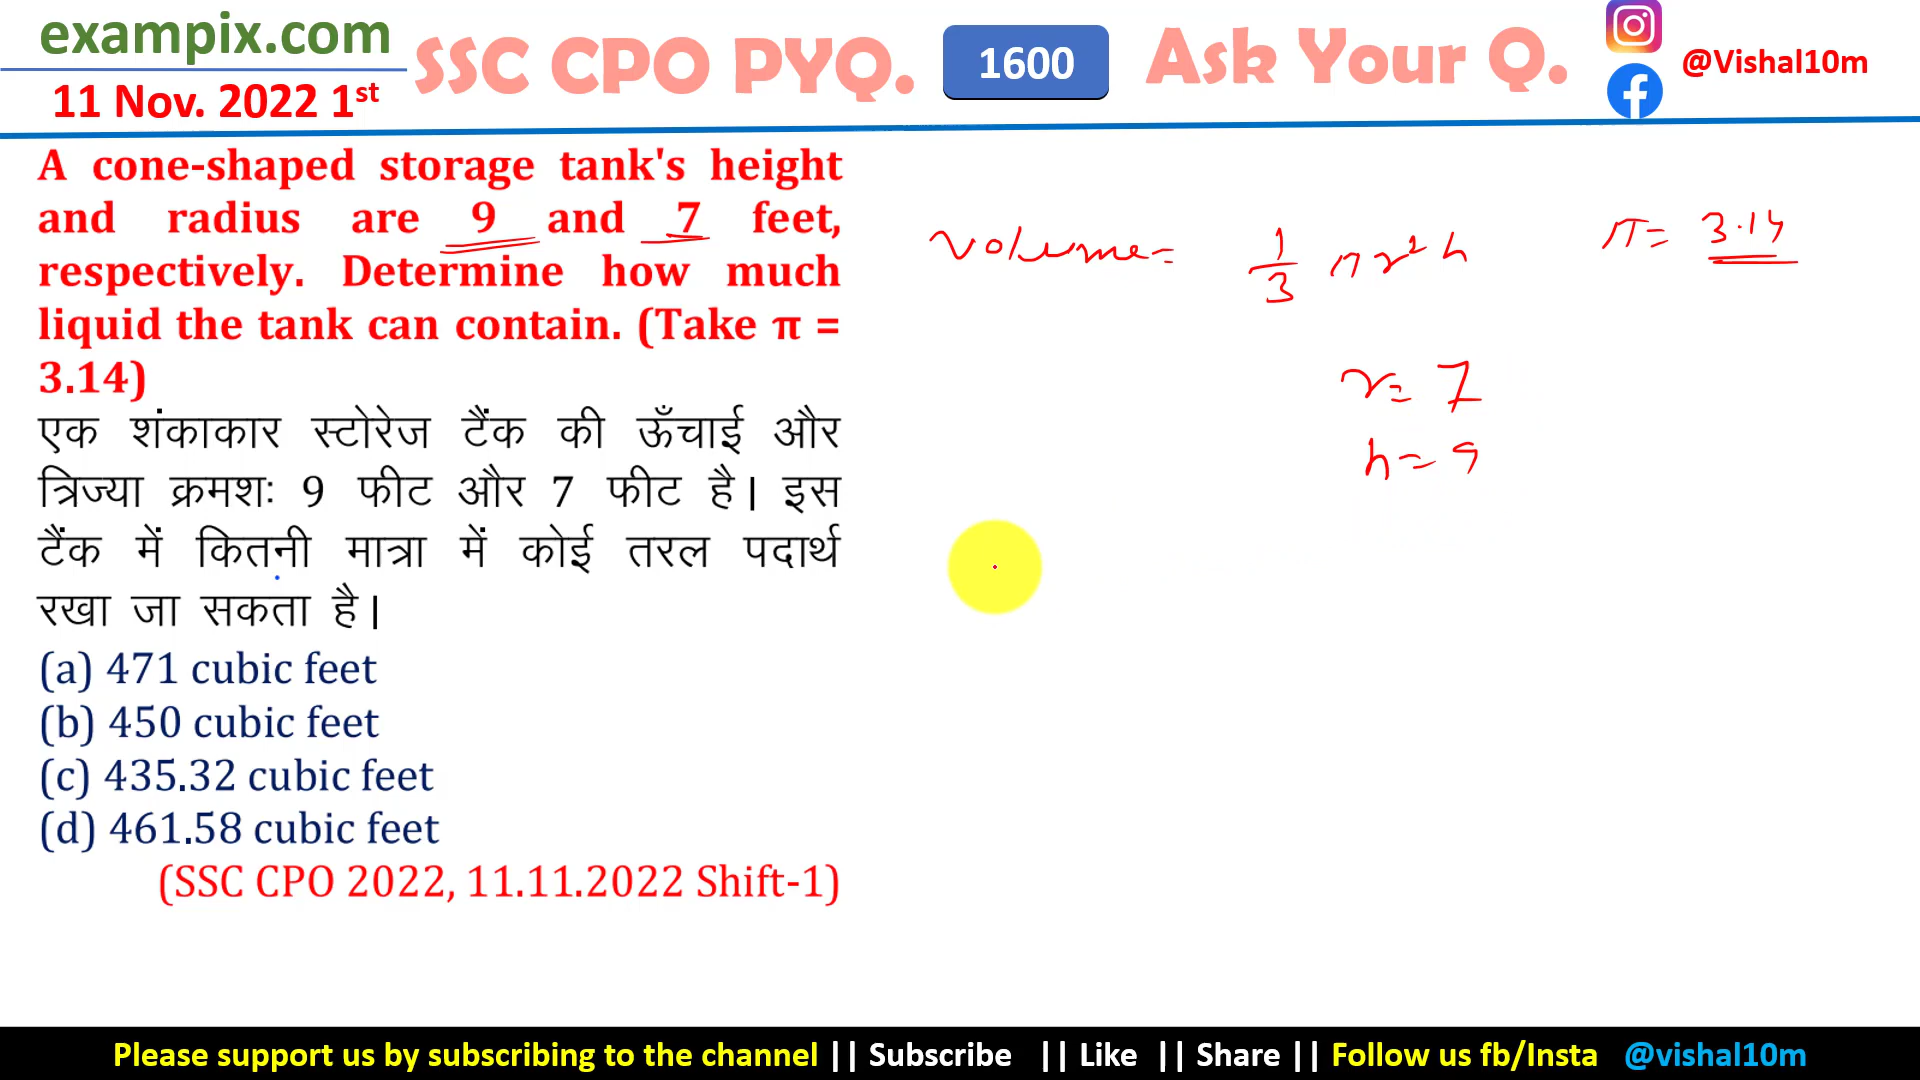 exampix.com
11 Nov. 2022 1st
SSC CPO PYQ.
1600
Ask Your Q.
@Vishal10m
A cone-shaped storage tank's height
and radius are 9 and 7 feet,
respectively. Determine how much
liquid the tank can contain. (Take π =
3.14)
एक शंकाकार स्टोरेज टैंक की ऊँचाई और
त्रिज्या क्रमशः 9 फीट और 7 फीट है। इस
टैंक में कितनी मात्रा में कोई तरल पदार्थ
रखा जा सकता है।
(a) 471 cubic feet
(b) 450 cubic feet
(c) 435.32 cubic feet
(d) 461.58 cubic feet
(SSC CPO 2022, 11.11.2022 Shift-1)
Volume = 1/3 πr²h
π = 3.14
r = 7
h = 9
Please support us by subscribing to the channel || Subscribe || Like || Share || Follow us fb/Insta @vishal10m